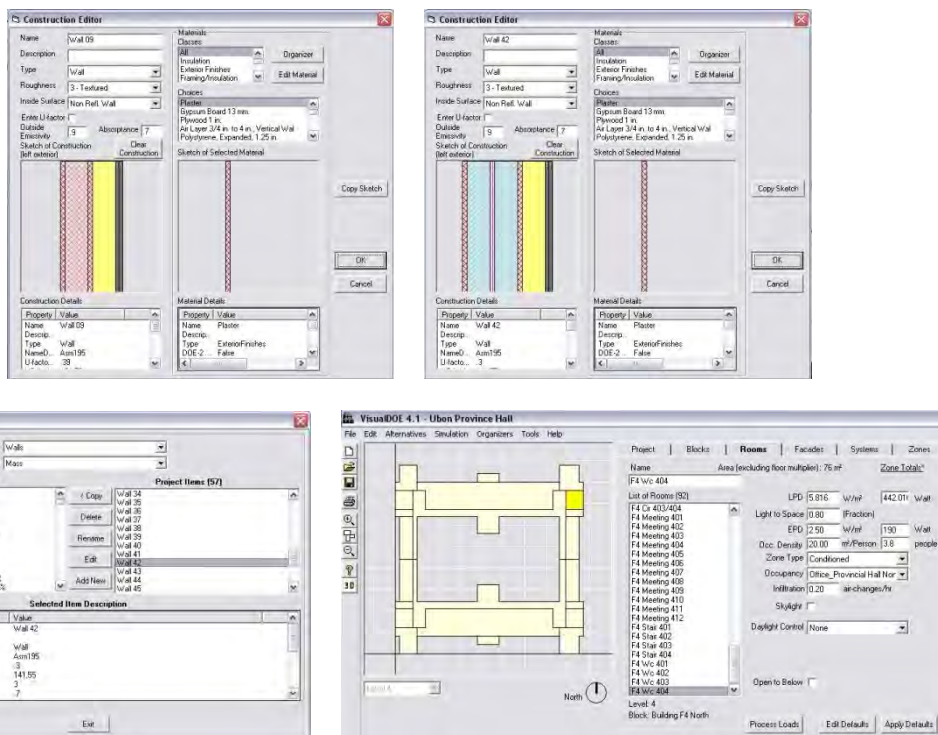 Construction Editor
Name Wall 09
Description
Type Wall
Roughness 3 - Textured
Inside Surface Non Refl. Wall
Enter U-factor
Outside Emissivity .9 Absorptance .7
Sketch of Construction (left exterior)
Clear Construction
Construction Details
Property Value
Name Wall 09
Descrip.
Type Wall
NameD... Asm195
U-facto... .39
Materials
Classes
All
Insulation
Exterior Finishes
Framing/Insulation
Organizer
Edit Material
Choices
Plaster
Gypsum Board 13 mm.
Plywood 1 in.
Air Layer 3/4 in. to 4 in., Vertical Wal
Polystyrene, Expanded, 1.25 in.
Sketch of Selected Material
Copy Sketch
OK
Cancel
Material Details
Property Value
Name Plaster
Descrip.
Type ExteriorFinishes
DOE-2 ... False
Construction Editor
Name Wall 42
Description
Type Wall
Roughness 3 - Textured
Inside Surface Non Refl. Wall
Enter U-factor
Outside Emissivity .9 Absorptance .7
Sketch of Construction (left exterior)
Clear Construction
Construction Details
Property Value
Name Wall 42
Descrip.
Type Wall
NameD... Asm195
U-facto... .3
Materials
Classes
All
Insulation
Exterior Finishes
Framing/Insulation
Organizer
Edit Material
Choices
Plaster
Gypsum Board 13 mm.
Plywood 1 in.
Air Layer 3/4 in. to 4 in., Vertical Wal
Polystyrene, Expanded, 1.25 in.
Sketch of Selected Material
Copy Sketch
OK
Cancel
Material Details
Property Value
Name Plaster
Descrip.
Type ExteriorFinishes
DOE-2 ... False
Walls
Mass
Project Items (57)
< Copy
Delete
Rename
Edit
Add New
Wall 34
Wall 35
Wall 36
Wall 37
Wall 38
Wall 39
Wall 40
Wall 41
Wall 42
Wall 43
Wall 44
Wall 45
Selected Item Description
Value
Wall 42
Wall
Asm195
.3
141.55
3
.7
Exit
VisualDOE 4.1 - Ubon Province Hall
File Edit Alternatives Simulation Organizers Tools Help
Project Blocks Rooms Facades Systems Zones
Name Area (excluding floor multiplier) : 76 m² Zone Totals*
F4 Wc 404
List of Rooms (92)
F4 Cir 403/404
F4 Meeting 401
F4 Meeting 402
F4 Meeting 403
F4 Meeting 404
F4 Meeting 405
F4 Meeting 406
F4 Meeting 407
F4 Meeting 408
F4 Meeting 409
F4 Meeting 410
F4 Meeting 411
F4 Meeting 412
F4 Stair 401
F4 Stair 402
F4 Stair 403
F4 Stair 404
F4 Wc 401
F4 Wc 402
F4 Wc 403
F4 Wc 404
Level: 4
Block: Building F4 North
LPD 5.816 W/m² 442.01 Watt
Light to Space 0.80 (Fraction)
EPD 2.50 W/m² 190 Watt
Occ. Density 20.00 m²/Person 3.8 people
Zone Type Conditioned
Occupancy Office_Provincial Hall Nor
Infiltration 0.20 air-changes/hr.
Skylight
Daylight Control None
Open to Below
North
3D
Process Loads
Edit Defaults
Apply Defaults